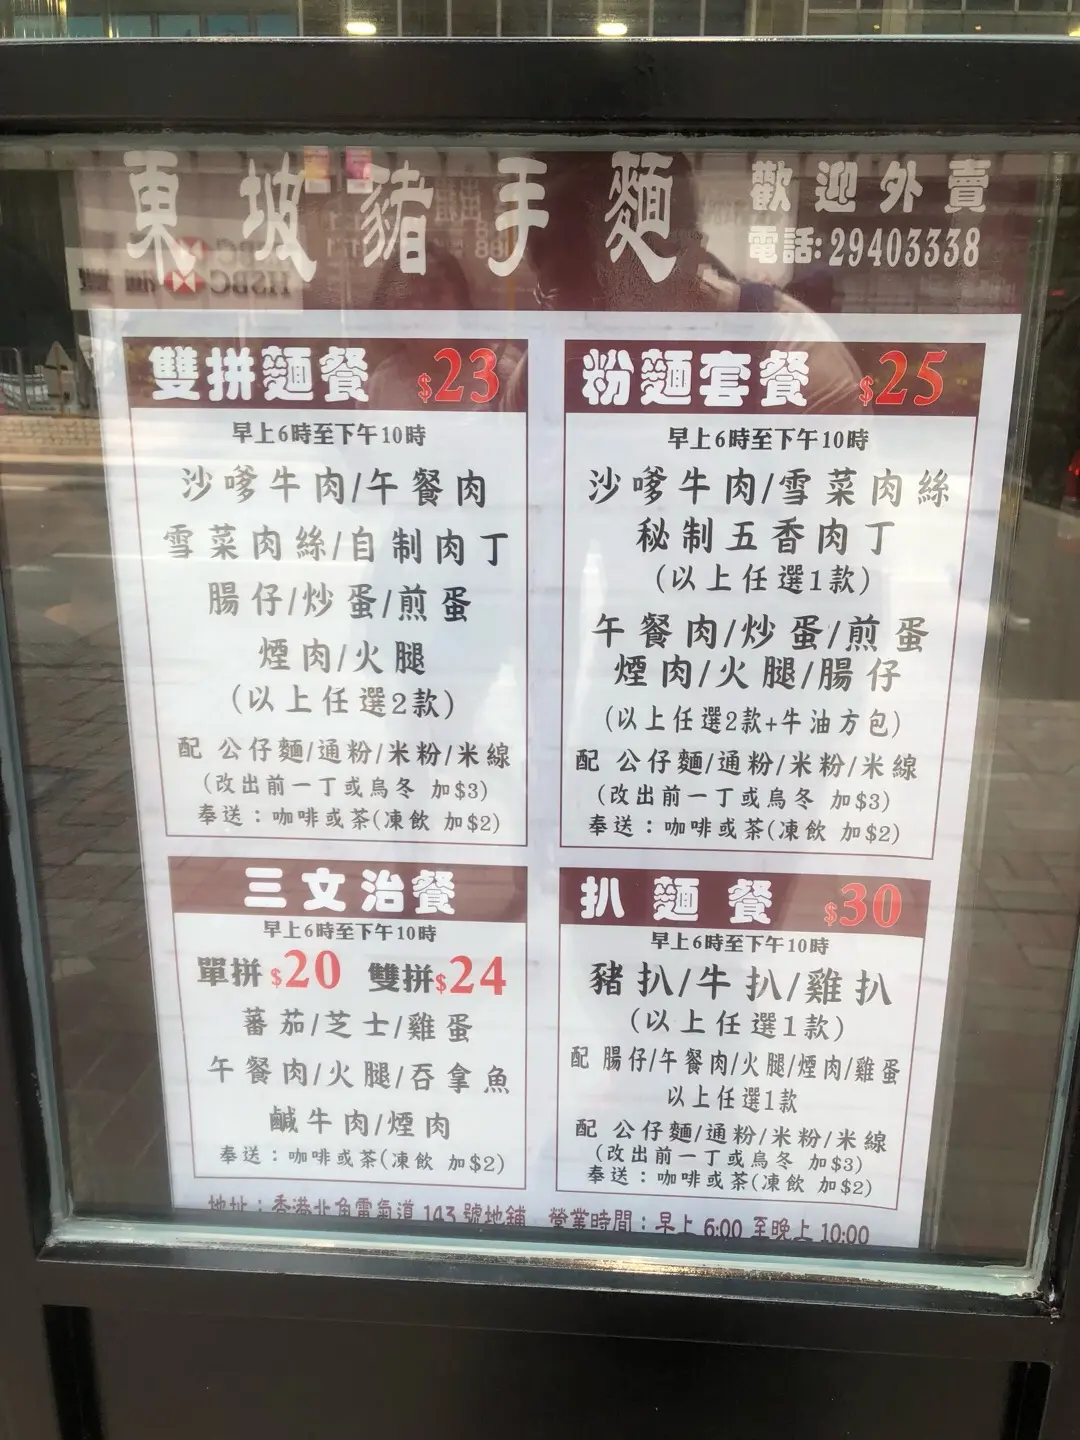 東坡豬手麵
歡迎外賣
電話:29403338
HSBC
雙拼麵餐 $23
早上6時至下午10時
沙嗲牛肉/午餐肉
雪菜肉絲/自制肉丁
腸仔/炒蛋/煎蛋
煙肉/火腿
(以上任選2款)
配 公仔麵/通粉/米粉/米線
(改出前一丁或烏冬 加$3)
奉送：咖啡或茶(凍飲 加$2)
粉麵套餐 $25
早上6時至下午10時
沙嗲牛肉/雪菜肉絲
秘制五香肉丁
(以上任選1款)
午餐肉/炒蛋/煎蛋
煙肉/火腿/腸仔
(以上任選2款+牛油方包)
配 公仔麵/通粉/米粉/米線
(改出前一丁或烏冬 加$3)
奉送：咖啡或茶(凍飲 加$2)
三文治餐
早上6時至下午10時
單拼$20 雙拼$24
蕃茄/芝士/雞蛋
午餐肉/火腿/吞拿魚
鹹牛肉/煙肉
奉送：咖啡或茶(凍飲 加$2)
扒麵餐 $30
早上6時至下午10時
豬扒/牛扒/雞扒
(以上任選1款)
配 腸仔/午餐肉/火腿/煙肉/雞蛋
以上任選1款
配 公仔麵/通粉/米粉/米線
(改出前一丁或烏冬 加$3)
奉送：咖啡或茶(凍飲 加$2)
地址：香港北角電氣道 143 號地鋪 營業時間：早上 6:00 至晚上 10:00